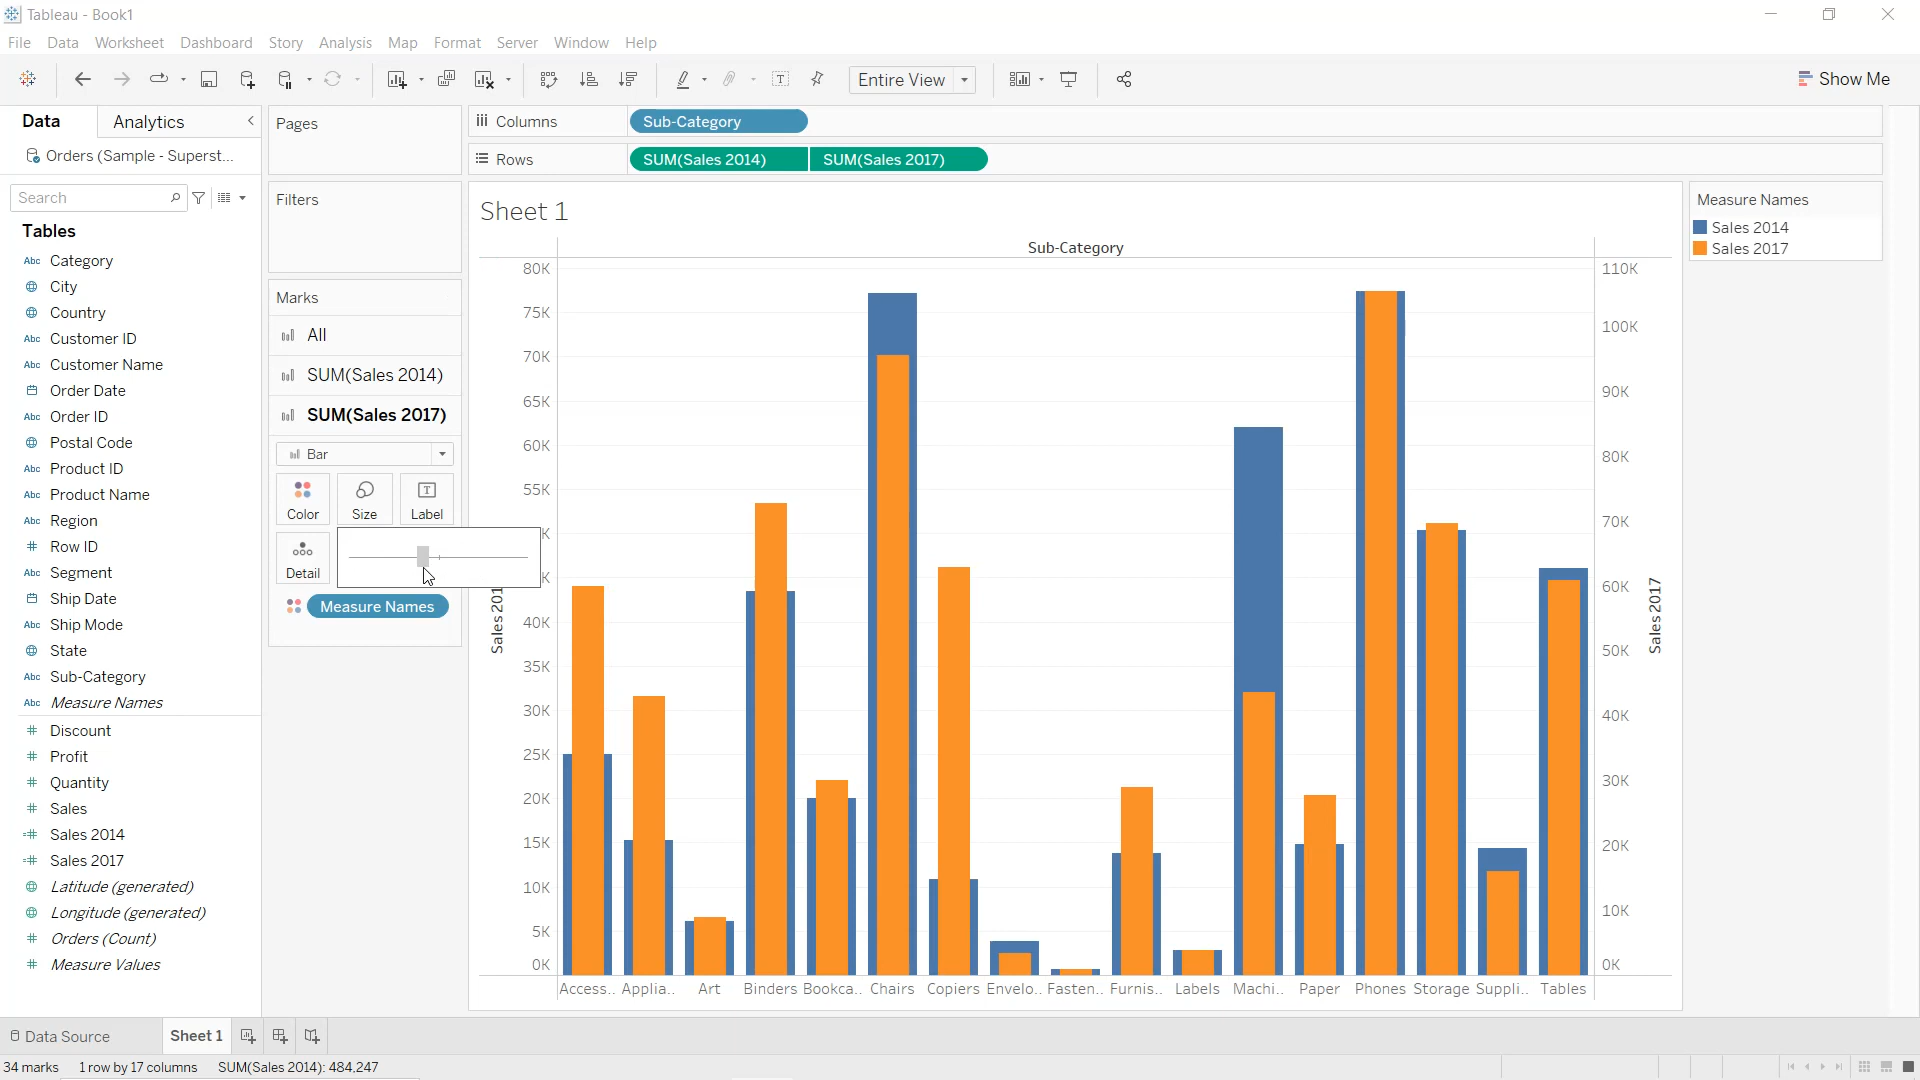 Tableau - Book1
File Data Worksheet Dashboard Story Analysis Map Format Server Window Help
Entire View
Show Me
Data
Analytics
Orders (Sample - Superst...
Search
Tables
Category
City
Country
Customer ID
Customer Name
Order Date
Order ID
Postal Code
Product ID
Product Name
Region
Row ID
Segment
Ship Date
Ship Mode
State
Sub-Category
Measure Names
Discount
Profit
Quantity
Sales
Sales 2014
Sales 2017
Latitude (generated)
Longitude (generated)
Orders (Count)
Measure Values
Pages
Filters
Marks
All
SUM(Sales 2014)
SUM(Sales 2017)
Bar
Color Size Label
Detail
Measure Names
Columns Sub-Category
Rows SUM(Sales 2014) SUM(Sales 2017)
Sheet 1
Sub-Category
80K
75K
70K
65K
60K
55K
40K
35K
30K
25K
20K
15K
10K
5K
0K
110K
100K
90K
80K
70K
60K
50K
40K
30K
20K
10K
0K
Sales 2017
Access.. Applia.. Art Binders Bookca.. Chairs Copiers Envelo.. Fasten.. Furnis.. Labels Machi.. Paper Phones Storage Suppli.. Tables
Measure Names
Sales 2014
Sales 2017
Data Source Sheet 1
34 marks 1 row by 17 columns SUM(Sales 2014): 484,247